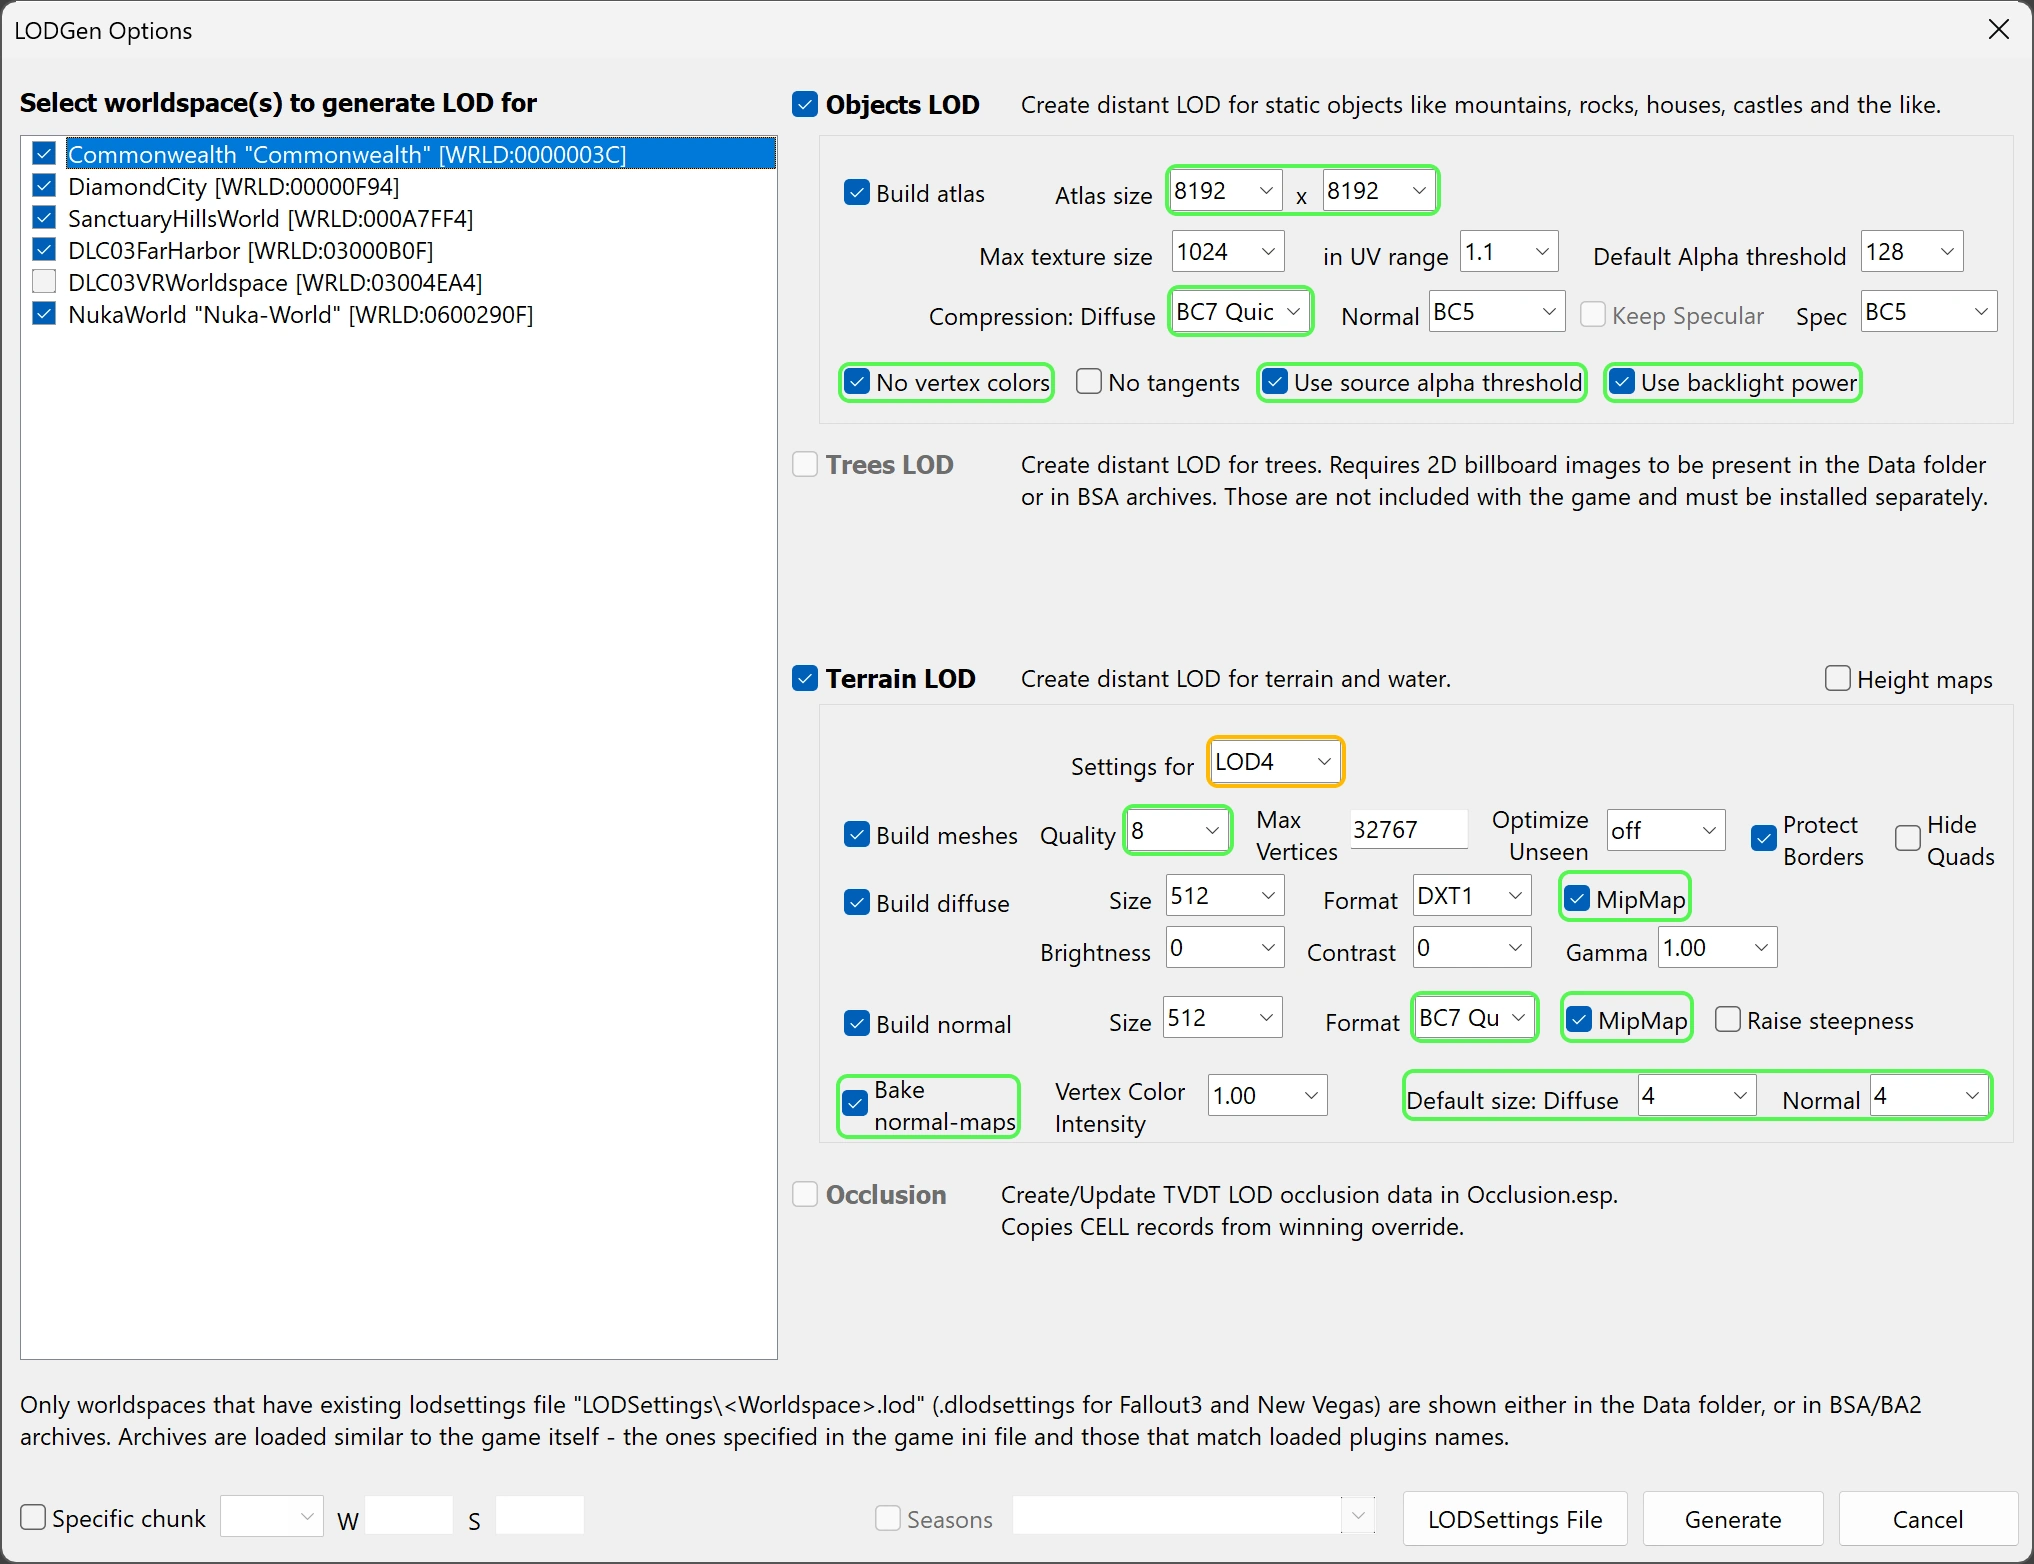 LODGen Options
Select worldspace(s) to generate LOD for
Commonwealth "Commonwealth" [WRLD:0000003C]
DiamondCity [WRLD:00000F94]
SanctuaryHillsWorld [WRLD:000A7FF4]
DLC03FarHarbor [WRLD:03000B0F]
DLC03VRWorldspace [WRLD:03004EA4]
NukaWorld "Nuka-World" [WRLD:0600290F]
Objects LOD Create distant LOD for static objects like mountains, rocks, houses, castles and the like.
Build atlas Atlas size 8192 x 8192
Max texture size 1024 in UV range 1.1 Default Alpha threshold 128
Compression: Diffuse BC7 Quic Normal BC5 Keep Specular Spec BC5
No vertex colors No tangents Use source alpha threshold Use backlight power
Trees LOD Create distant LOD for trees. Requires 2D billboard images to be present in the Data folder
or in BSA archives. Those are not included with the game and must be installed separately.
Terrain LOD Create distant LOD for terrain and water. Height maps
Settings for LOD4
Build meshes Quality 8 Max Vertices 32767 Optimize Unseen off Protect Borders Hide Quads
Build diffuse Size 512 Format DXT1 MipMap
Brightness 0 Contrast 0 Gamma 1.00
Build normal Size 512 Format BC7 Qu MipMap Raise steepness
Bake normal-maps Vertex Color Intensity 1.00 Default size: Diffuse 4 Normal 4
Occlusion Create/Update TVDT LOD occlusion data in Occlusion.esp.
Copies CELL records from winning override.
Only worldspaces that have existing lodsettings file "LODSettings\<Worldspace>.lod" (.dlodsettings for Fallout3 and New Vegas) are shown either in the Data folder, or in BSA/BA2
archives. Archives are loaded similar to the game itself - the ones specified in the game ini file and those that match loaded plugins names.
Specific chunk W S Seasons LODSettings File Generate Cancel